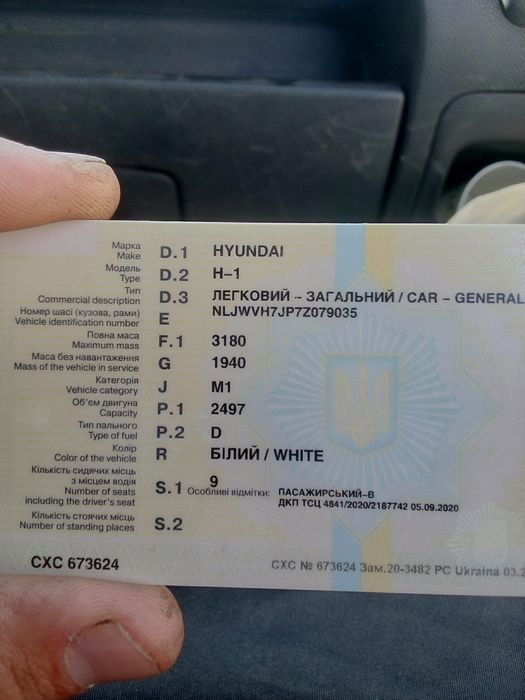 Марка
Make D.1 HYUNDAI
Модель
Type D.2 H-1
Тип
Commercial description D.3 ЛЕГКОВИЙ - ЗАГАЛЬНИЙ / CAR - GENERAL
Номер шасі (кузова, рами)
Vehicle identification number E NLJWVH7JP7Z079035
Повна маса
Maximum mass F.1 3180
Маса без навантаження
Mass of the vehicle in service G 1940
Категорія
Vehicle category J M1
Об'єм двигуна
Capacity P.1 2497
Тип пального
Type of fuel P.2 D
Колір
Color of the vehicle R БІЛИЙ / WHITE
Кількість сидячих місць
з місцем водія
Number of seats
including the driver's seat S.1 9
Особливі відмітки: ПАСАЖИРСЬКИЙ-В
ДКП ТСЦ 4841/2020/2187742 05.09.2020
Кількість стоячих місць
Number of standing places S.2
СХС 673624
СХС № 673624 Зам.20-3482 РС Ukraina 03.2